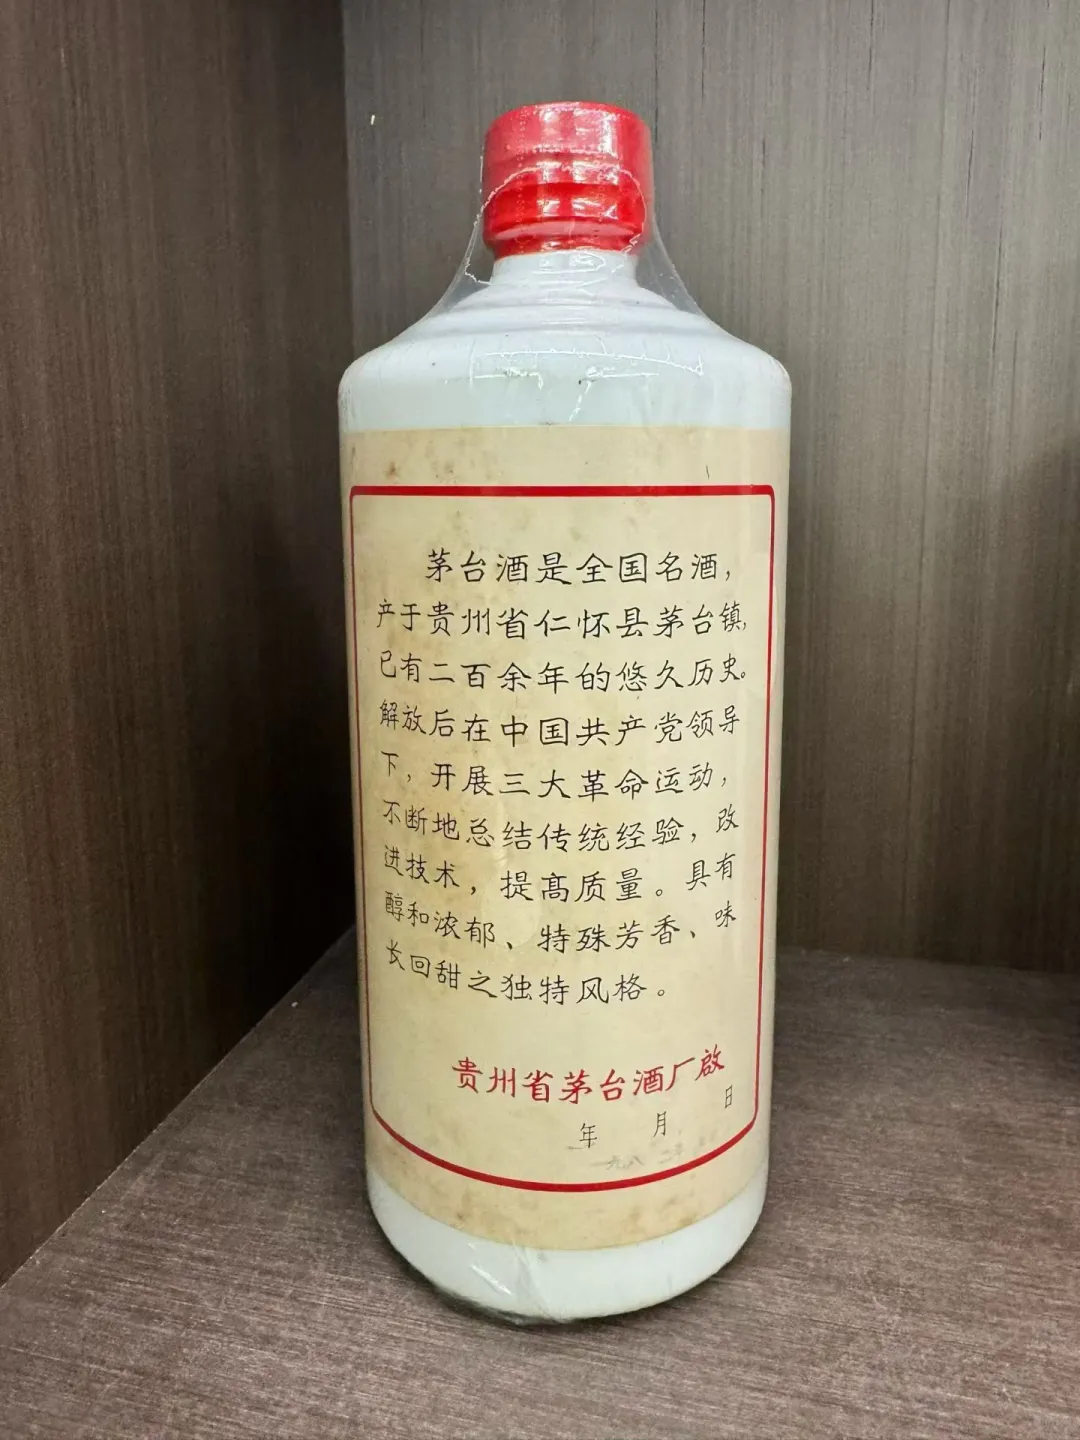 茅台酒是全国名酒，
产于贵州省仁怀县茅台镇，
已有二百余年的悠久历史。
解放后在中国共产党领导
下，开展三大革命运动，
不断地总结传统经验，改
进技术，提高质量。具有
醇和浓郁、特殊芳香、味
长回甜之独特风格。
贵州省茅台酒厂啟
年 月 日